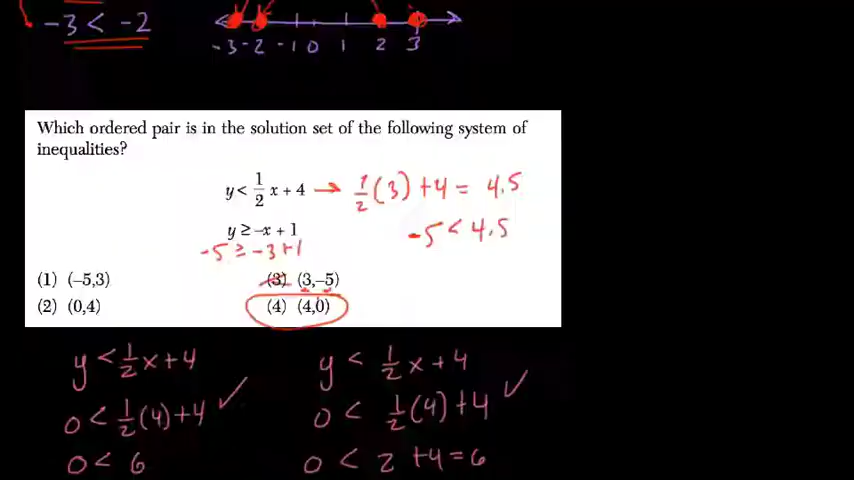 -3 < -2
-3 -2 -1 0 1 2 3
Which ordered pair is in the solution set of the following system of
inequalities?
y < 1/2 x + 4 → 1/2 (3) + 4 = 4.5
y ≥ -x + 1
-5 < 4.5
-5 ≥ -3+1
(1) (-5,3) (3) (3,-5)
(2) (0,4) (4) (4,0)
y < 1/2 x + 4 y < 1/2 x + 4
0 < 1/2 (4) + 4 ✓ 0 < 1/2 (4) + 4 ✓
0 < 6 0 < 2 + 4 = 6